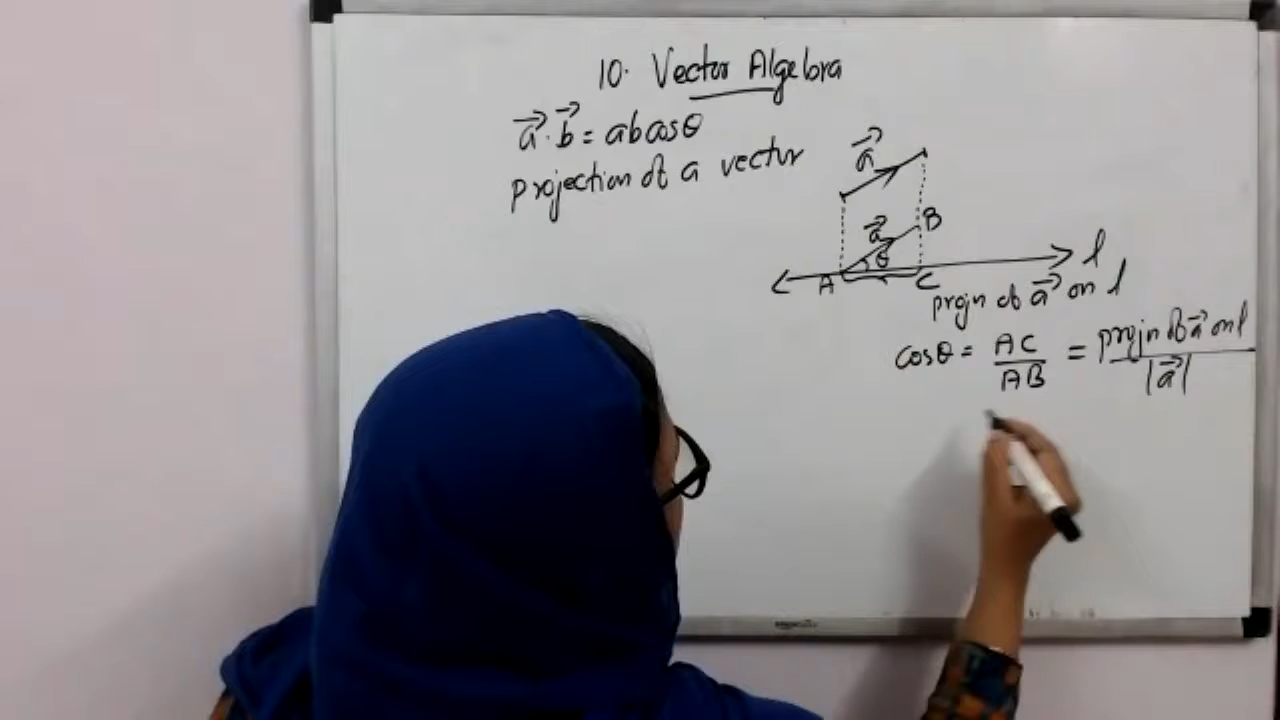 10. Vector Algebra
a⃗ . b⃗ = ab cosθ
projection of a vector
a⃗
a⃗ B
θ
l
A C
projn of a⃗ on l
cosθ = AC/AB = projn of a⃗ on l/|a⃗|